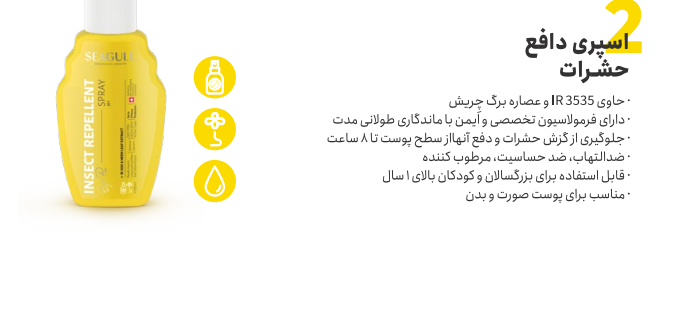 2
اسپری دافع
حشرات
· حاوی IR 3535 و عصاره برگ چریش
· دارای فرمولاسیون تخصصی و ایمن با ماندگاری طولانی مدت
· جلوگیری از گزش حشرات و دفع آنهااز سطح پوست تا ۸ ساعت
· ضدالتهاب، ضد حساسیت، مرطوب کننده
· قابل استفاده برای بزرگسالان و کودکان بالای ۱ سال
· مناسب برای پوست صورت و بدن
SEAGULL
INSECT REPELLENT
SPRAY